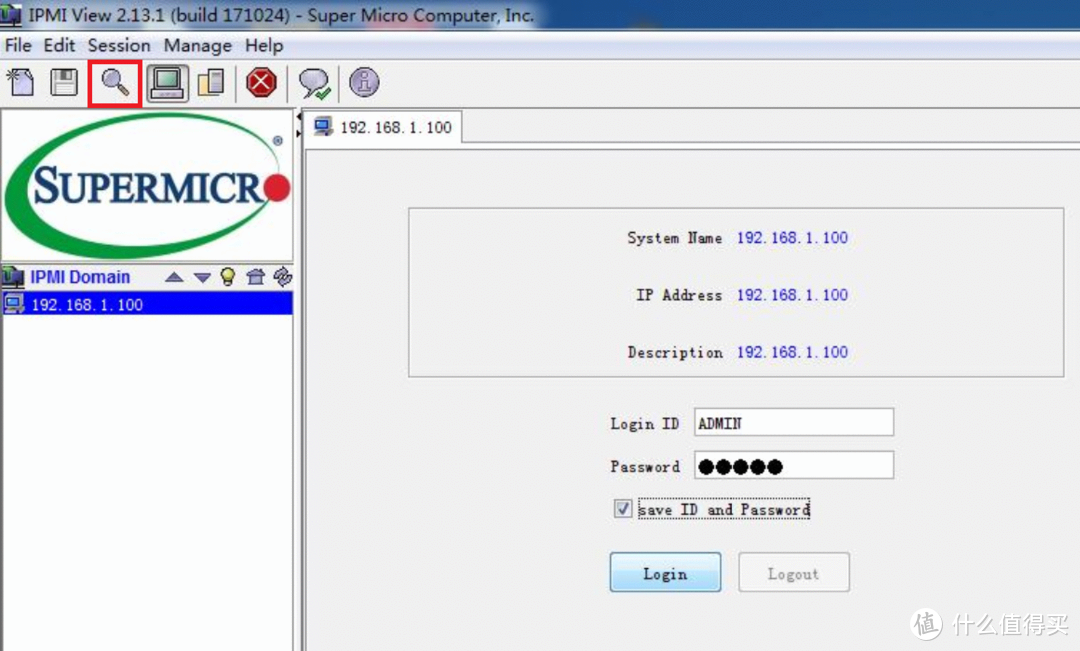 IPMI View 2.13.1 (build 171024) - Super Micro Computer, Inc.
File Edit Session Manage Help
SUPERMICRO®
192.168.1.100
IPMI Domain
192.168.1.100
System Name 192.168.1.100
IP Address 192.168.1.100
Description 192.168.1.100
Login ID ADMIN
Password ●●●●●
save ID and Password
Login Logout
值 什么值得买